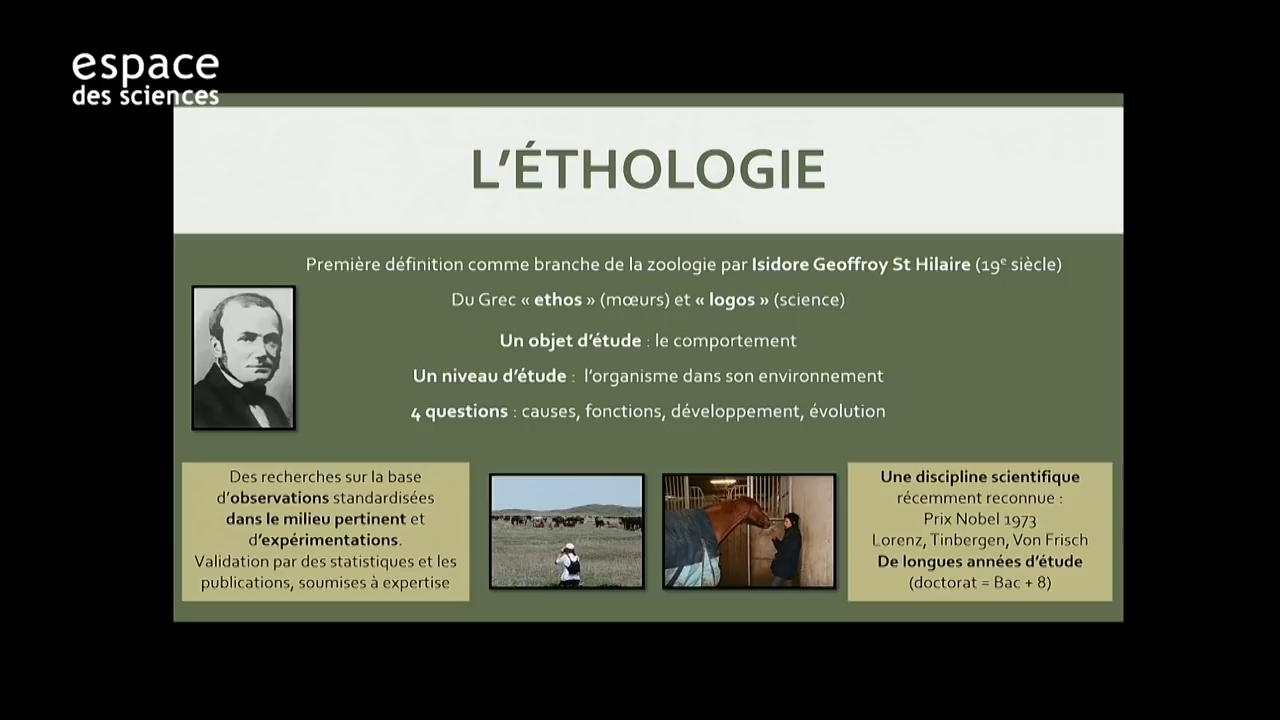 espace
des sciences
L'ÉTHOLOGIE
Première définition comme branche de la zoologie par Isidore Geoffroy St Hilaire (19e siècle)
Du Grec « ethos » (mœurs) et « logos » (science)
Un objet d'étude : le comportement
Un niveau d'étude : l'organisme dans son environnement
4 questions : causes, fonctions, développement, évolution
Des recherches sur la base
d'observations standardisées
dans le milieu pertinent et
d'expérimentations.
Validation par des statistiques et les
publications, soumises à expertise
Une discipline scientifique
récemment reconnue :
Prix Nobel 1973
Lorenz, Tinbergen, Von Frisch
De longues années d'étude
(doctorat = Bac + 8)